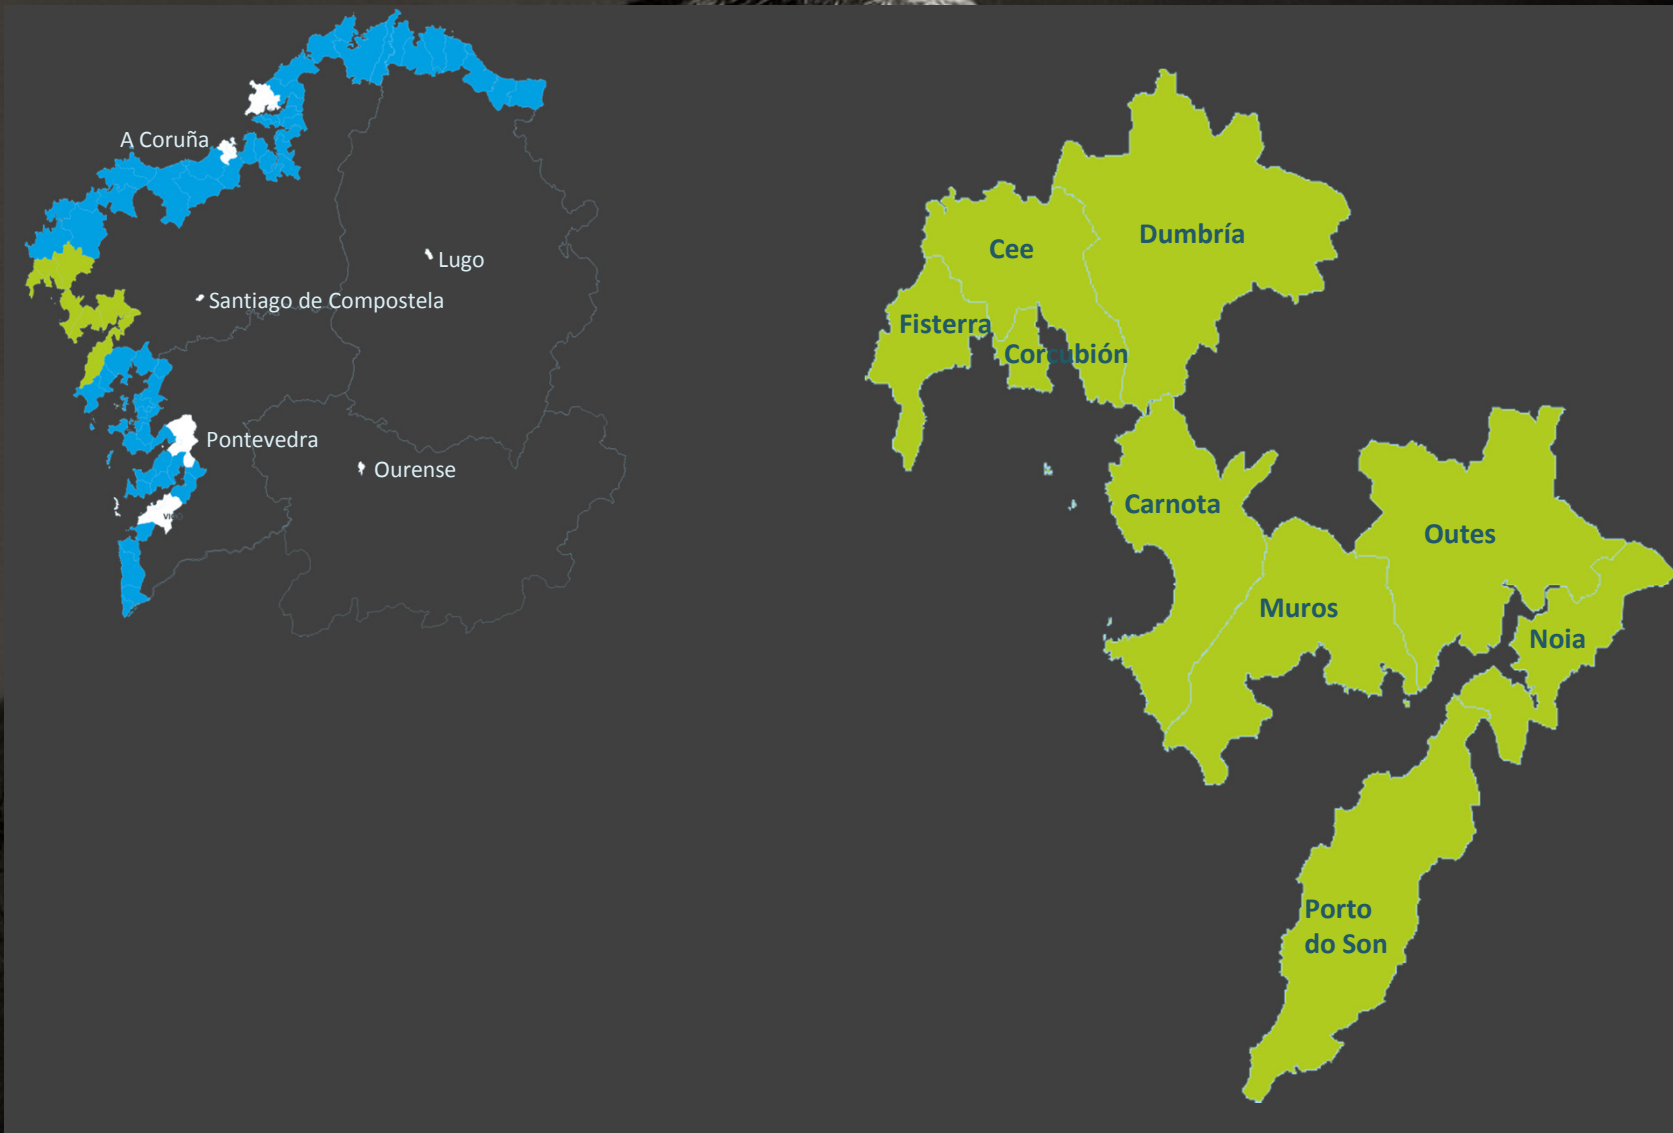 A Coruña
Lugo
Santiago de Compostela
Pontevedra
Ourense
Dumbría
Cee
Fisterra
Corcubión
Carnota
Outes
Muros
Noia
Porto
do Son